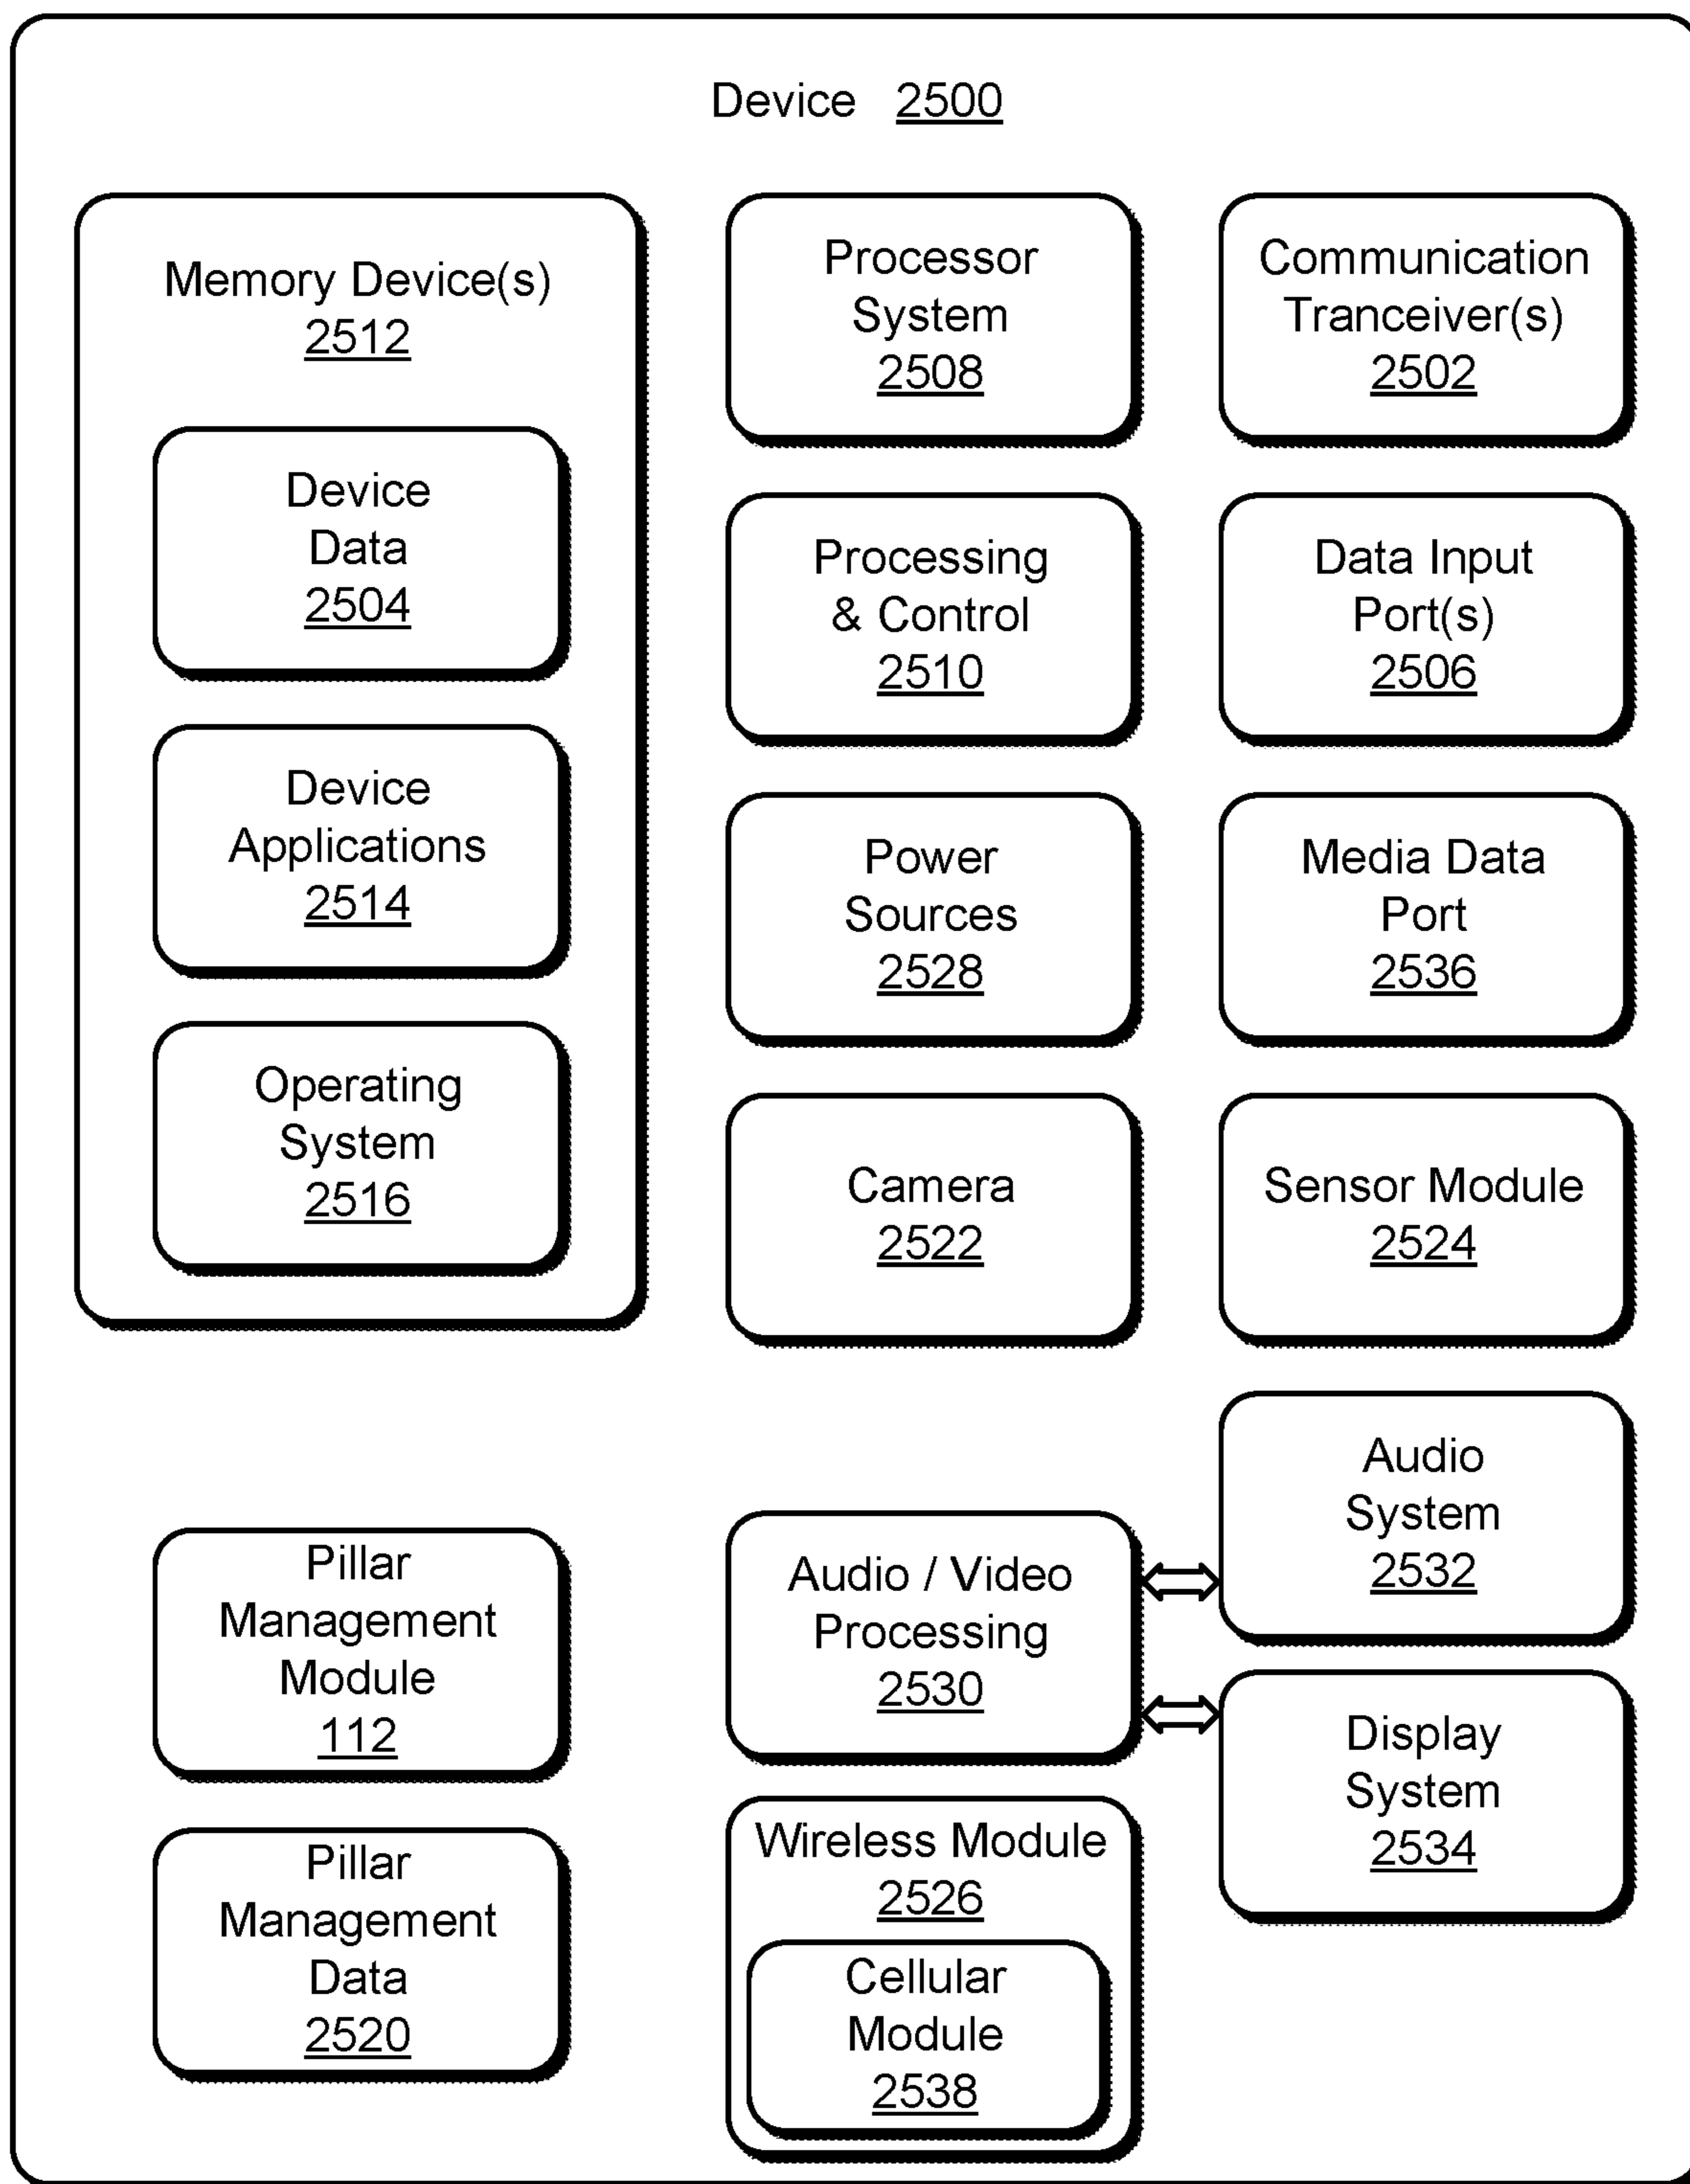 Device 2500
Memory Device(s)
2512
Device
Data
2504
Device
Applications
2514
Operating
System
2516
Pillar
Management
Module
112
Pillar
Management
Data
2520
Processor
System
2508
Processing
& Control
2510
Power
Sources
2528
Camera
2522
Audio / Video
Processing
2530
Wireless Module
2526
Cellular
Module
2538
Communication
Tranceiver(s)
2502
Data Input
Port(s)
2506
Media Data
Port
2536
Sensor Module
2524
Audio
System
2532
Display
System
2534